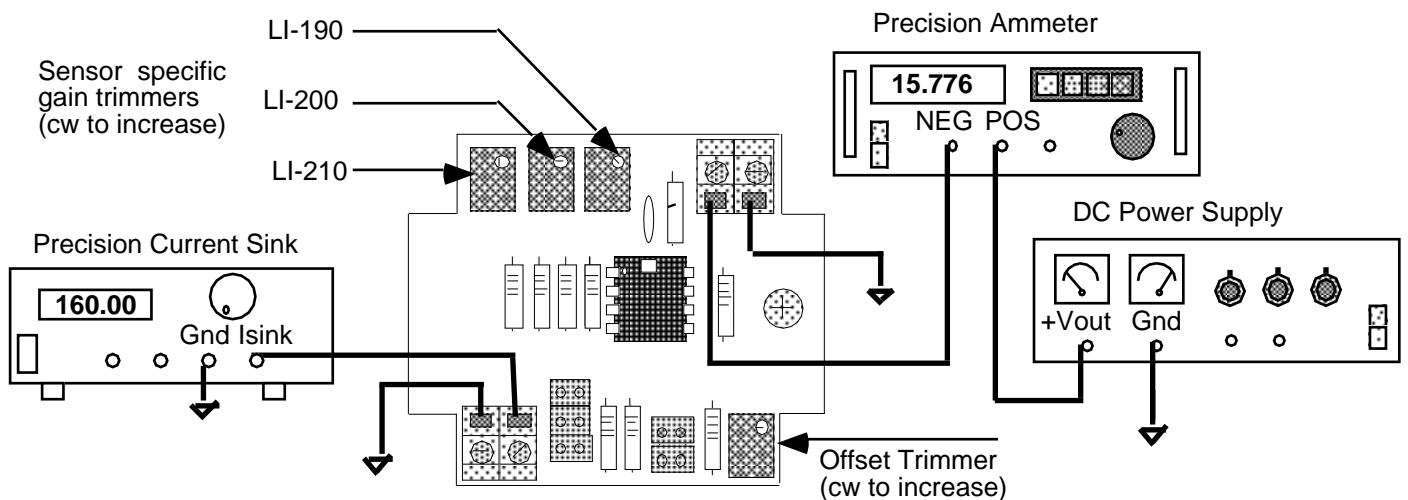 LI-190
Sensor specific
gain trimmers
(cw to increase)
LI-200
LI-210
Precision Ammeter
15.776
NEG POS
Precision Current Sink
160.00
Gnd Isink
DC Power Supply
+Vout Gnd
Offset Trimmer
(cw to increase)